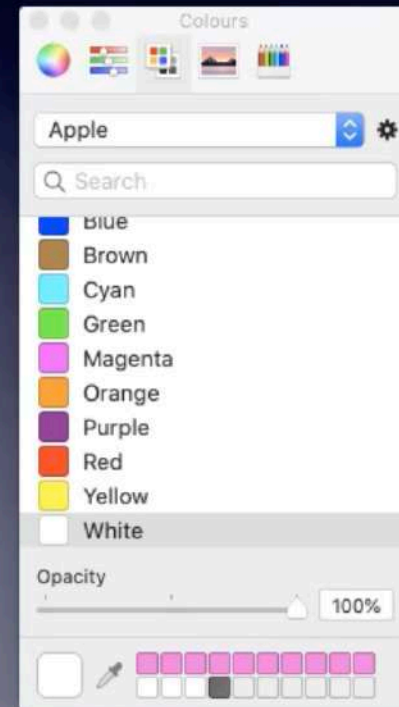 Colours
Apple
Search
Blue
Brown
Cyan
Green
Magenta
Orange
Purple
Red
Yellow
White
Opacity
100%